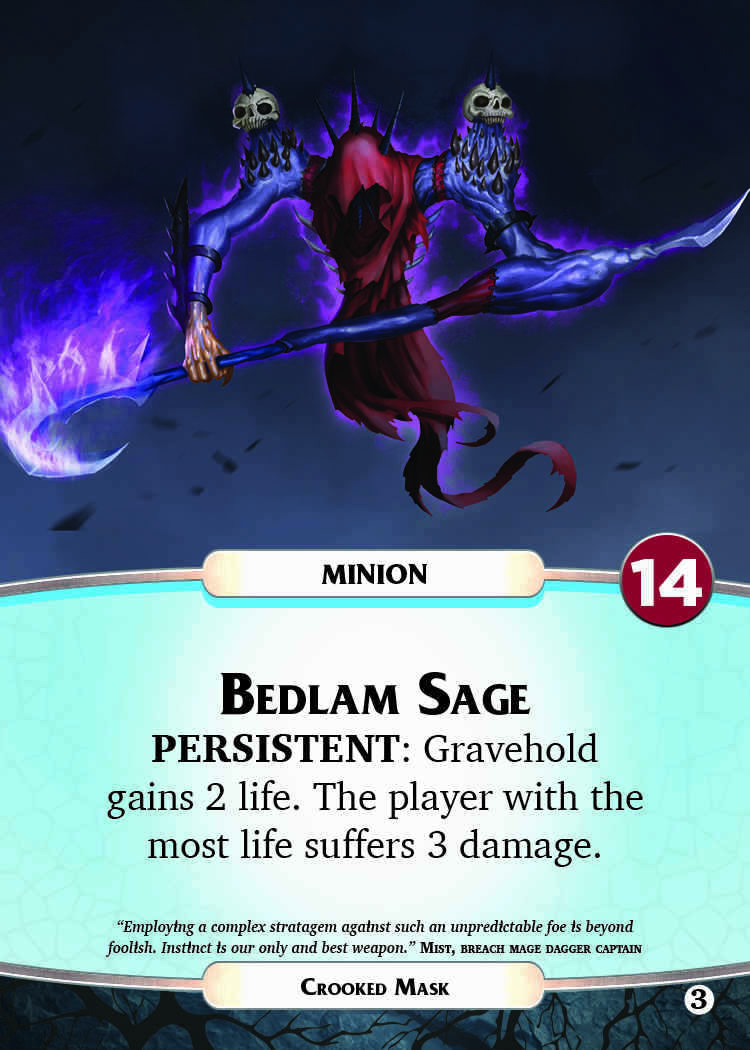 MINION
14
BEDLAM SAGE
PERSISTENT: Gravehold
gains 2 life. The player with the
most life suffers 3 damage.
“Employing a complex stratagem against such an unpredictable foe is beyond
foolish. Instinct is our only and best weapon.” MIST, BREACH MAGE DAGGER CAPTAIN
CROOKED MASK
3